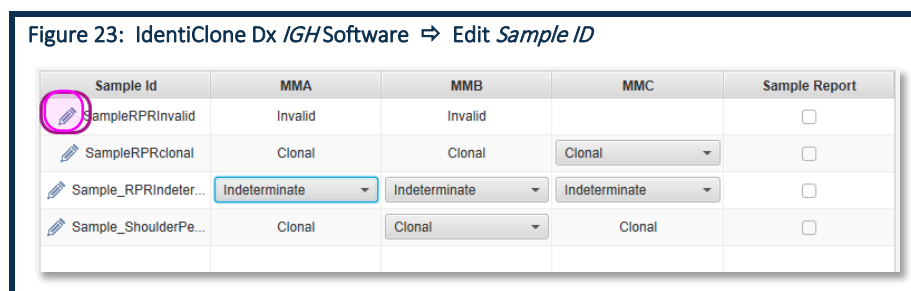 Figure 23: IdentiClone Dx IGH Software ⇨ Edit Sample ID
Sample Id MMA MMB MMC Sample Report
SampleRPRInvalid Invalid Invalid
SampleRPRclonal Clonal Clonal Clonal
Sample_RPRIndeter... Indeterminate Indeterminate Indeterminate
Sample_ShoulderPe... Clonal Clonal Clonal